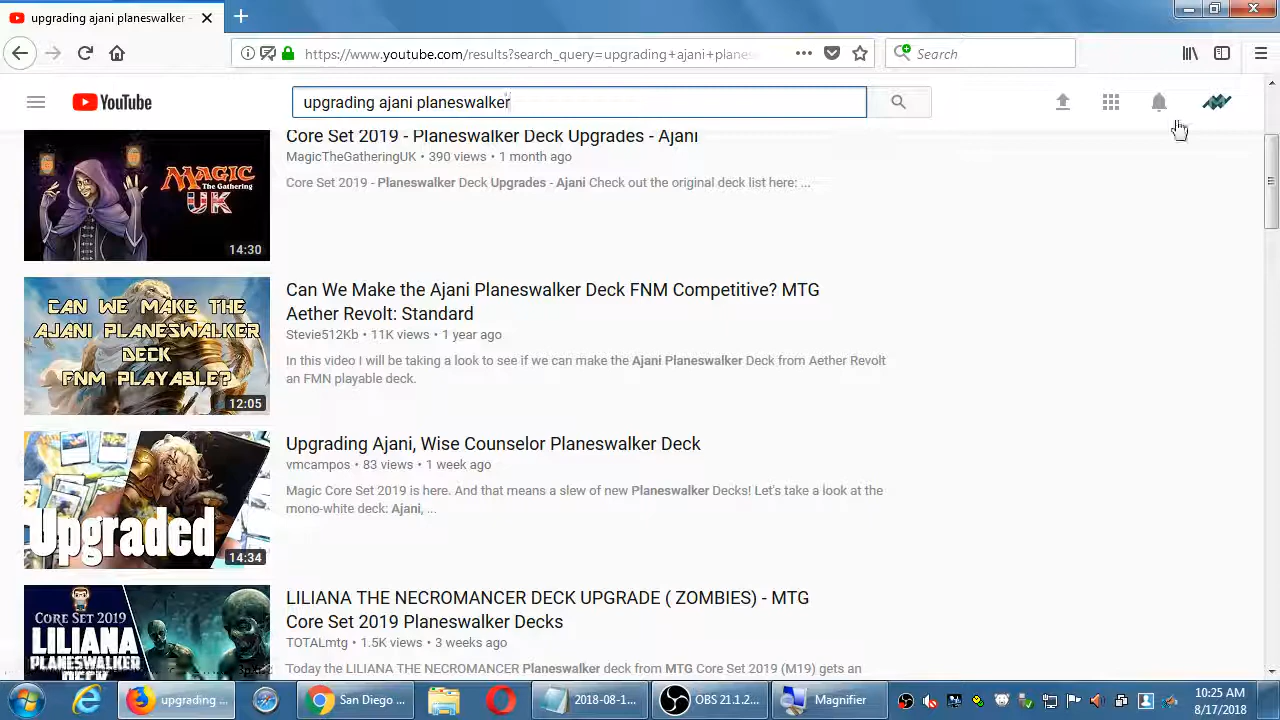 upgrading ajani planeswalker -
https://www.youtube.com/results?search_query=upgrading+ajani+planes
Search
YouTube
upgrading ajani planeswalker
Core Set 2019 - Planeswalker Deck Upgrades - Ajani
MagicTheGatheringUK • 390 views • 1 month ago
Core Set 2019 - Planeswalker Deck Upgrades - Ajani Check out the original deck list here: ...
MAGIC
The Gathering
UK
14:30
Can We Make the Ajani Planeswalker Deck FNM Competitive? MTG
Aether Revolt: Standard
Stevie512Kb • 11K views • 1 year ago
In this video I will be taking a look to see if we can make the Ajani Planeswalker Deck from Aether Revolt
an FMN playable deck.
CAN WE MAKE THE
AJANI PLANESWALKER
DECK
FNM PLAYABLE?
12:05
Upgrading Ajani, Wise Counselor Planeswalker Deck
vmcampos • 83 views • 1 week ago
Magic Core Set 2019 is here. And that means a slew of new Planeswalker Decks! Let's take a look at the
mono-white deck: Ajani, ...
Upgraded
14:34
LILIANA THE NECROMANCER DECK UPGRADE ( ZOMBIES) - MTG
Core Set 2019 Planeswalker Decks
TOTALmtg • 1.5K views • 3 weeks ago
Today the LILIANA THE NECROMANCER Planeswalker deck from MTG Core Set 2019 (M19) gets an
CORE SET 2019
LILIANA
PLANESWALKER
DECK
upgrading ...
San Diego ...
2018-08-1...
OBS 21.1.2...
Magnifier
10:25 AM
8/17/2018